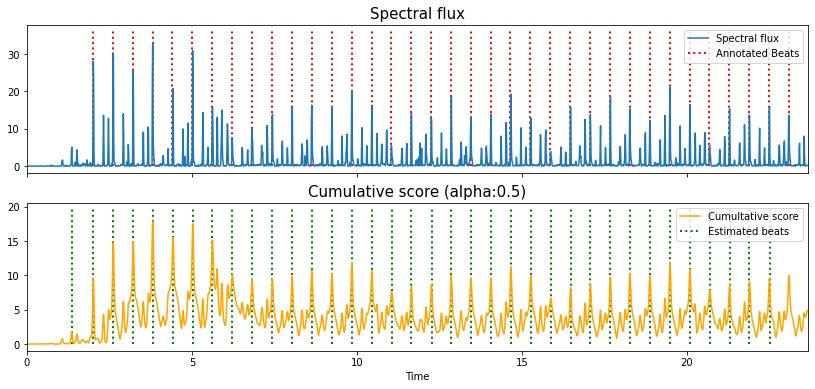 Spectral flux
30
20
10
0
Spectral flux
Annotated Beats
Cumulative score (alpha:0.5)
20
15
10
5
0
Cumultative score
Estimated beats
0
5
10
15
20
Time